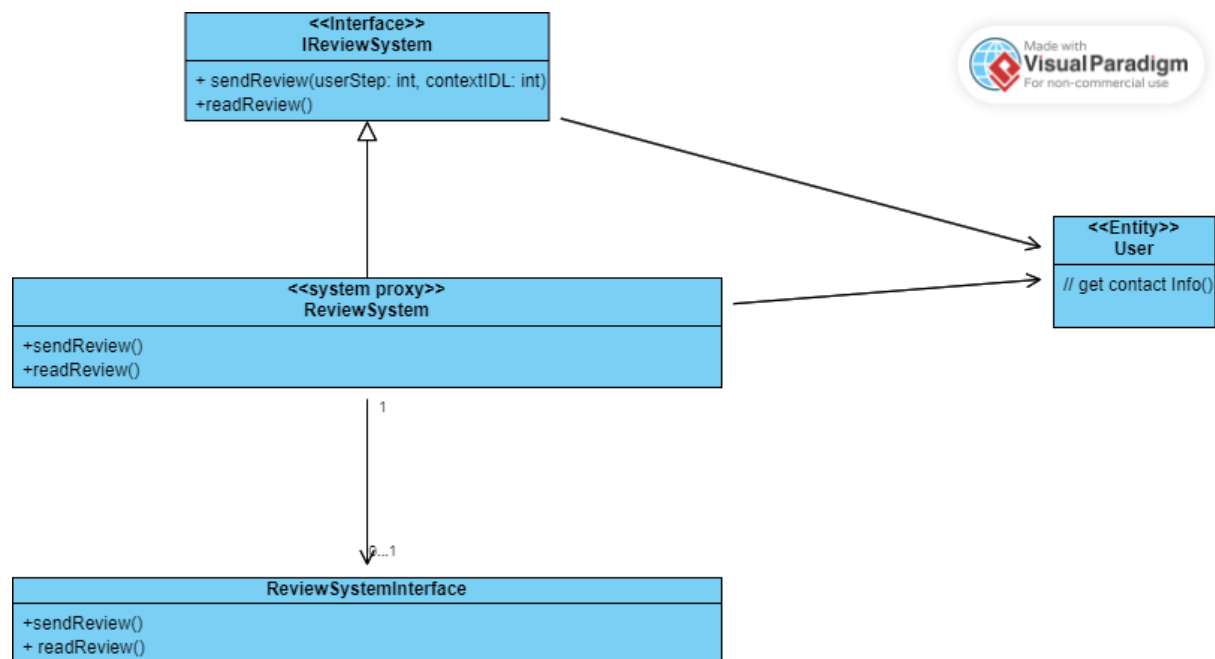 <<Interface>>
IReviewSystem
+ sendReview(userStep: int, contextIDL: int)
+readReview()
Made with
Visual Paradigm
For non-commercial use
<<Entity>>
User
// get contact Info()
<<system proxy>>
ReviewSystem
+sendReview()
+readReview()
1
0...1
ReviewSystemInterface
+sendReview()
+ readReview()